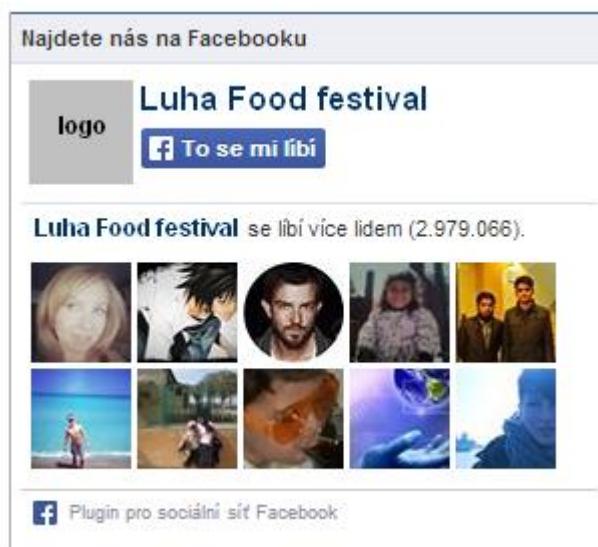 Najdete nás na Facebooku
logo
Luha Food festival
To se mi líbí
Luha Food festival se líbí více lidem (2.979.066).
Plugin pro sociální síť Facebook